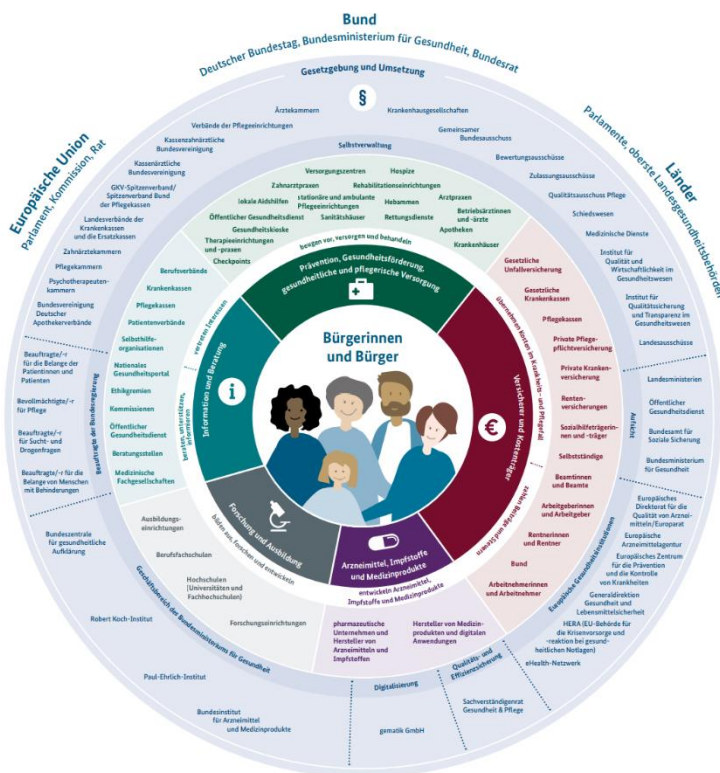 Bund
Deutscher Bundestag, Bundesministerium für Gesundheit, Bundesrat
Europäische Union
Parlament, Kommission, Rat
Länder
Parlamente, oberste Landesgesundheitsbehörden
Gesetzgebung und Umsetzung
§
Ärztekammern
Krankenhausgesellschaften
Verbände der Pflegeeinrichtungen
Gemeinsamer
Bundesausschuss
Kassenzahnärztliche
Bundesvereinigung
Bewertungsausschüsse
Kassenärztliche
Bundesvereinigung
Zulassungsausschüsse
GKV-Spitzenverband/
Spitzenverband Bund
der Pflegekassen
Qualitätsausschuss Pflege
Landesverbände der
Krankenkassen
und die Ersatzkassen
Schiedswesen
Zahnärztekammern
Medizinische Dienste
Pflegekammern
Institut für
Qualität und
Wirtschaftlichkeit im
Gesundheitswesen
Psychotherapeuten-
kammern
Institut für
Qualitätssicherung
und Transparenz im
Gesundheitswesen
Bundesvereinigung
Deutscher
Apothekerverbände
Landesausschüsse
Selbstverwaltung
Versorgungszentren
Hospize
Zahnarztpraxen
Rehabilitationseinrichtungen
lokale Aidshilfen
stationäre und ambulante
Pflegeeinrichtungen
Hebammen
Arztpraxen
Öffentlicher Gesundheitsdienst
Sanitätshäuser
Rettungsdienste
Betriebsärztinnen
und -ärzte
Gesundheitskioske
Apotheken
Therapieeinrichtungen
und -praxen
Krankenhäuser
Checkpoints
beugen vor, versorgen und behandeln
Prävention, Gesundheitsförderung,
gesundheitliche und pflegerische Versorgung
Bürgerinnen
und Bürger
Berufsverbände
Krankenkassen
Pflegekassen
Patientenverbände
Selbsthilfe-
organisationen
Nationales
Gesundheitsportal
Ethikgremien
Kommissionen
Öffentlicher
Gesundheitsdienst
Beratungsstellen
Medizinische
Fachgesellschaften
vertreten Interessen
beraten, unterstützen,
informieren
Information und Beratung
i
Gesetzliche
Unfallversicherung
Gesetzliche
Krankenkassen
Pflegekassen
Private Pflege-
pflichtversicherung
Private Kranken-
versicherung
Renten-
versicherungen
Sozialhilfeträgerin-
nen und -träger
Selbstständige
Beamtinnen
und Beamte
Arbeitgeberinnen
und Arbeitgeber
Rentnerinnen
und Rentner
Bund
Arbeitnehmerinnen
und Arbeitnehmer
übernehmen Kosten im Krankheits- und Pflegefall
zahlen Beiträge und Steuern
Versicherer und Kostenträger
€
Beauftragte der Bundesregierung
Beauftragte/-r
für die Belange der
Patientinnen und
Patienten
Bevollmächtigte/-r
für Pflege
Beauftragte/-r
für Sucht- und
Drogenfragen
Beauftragte/-r für die
Belange von Menschen
mit Behinderungen
Aufsicht
Landesministerien
Öffentlicher
Gesundheitsdienst
Bundesamt für
Soziale Sicherung
Bundesministerium
für Gesundheit
Europäische Gesundheitsinstitutionen
Europäisches
Direktorat für die
Qualität von Arznei-
mitteln/Europarat
Europäische
Arzneimittelagentur
Europäisches Zentrum
für die Prävention
und die Kontrolle
von Krankheiten
Generaldirektion
Gesundheit und
Lebensmittelsicherheit
HERA (EU-Behörde für
die Krisenvorsorge und
-reaktion bei gesund-
heitlichen Notlagen)
eHealth-Netzwerk
Forschung und Ausbildung
bilden aus, forschen und entwickeln
Ausbildungs-
einrichtungen
Berufsfachschulen
Hochschulen
(Universitäten und
Fachhochschulen)
Forschungseinrichtungen
Arzneimittel, Impfstoffe
und Medizinprodukte
entwickeln Arzneimittel,
Impfstoffe und Medizinprodukte
pharmazeutische
Unternehmen und
Hersteller von
Arzneimitteln und
Impfstoffen
Hersteller von Medizin-
produkten und digitalen
Anwendungen
Geschäftsbereich des Bundesministeriums für Gesundheit
Bundeszentrale
für gesundheitliche
Aufklärung
Robert Koch-Institut
Paul-Ehrlich-Institut
Bundesinstitut
für Arzneimittel
und Medizinprodukte
Digitalisierung
gematik GmbH
Qualitäts- und
Effizienzsicherung
Sachverständigenrat
Gesundheit & Pflege